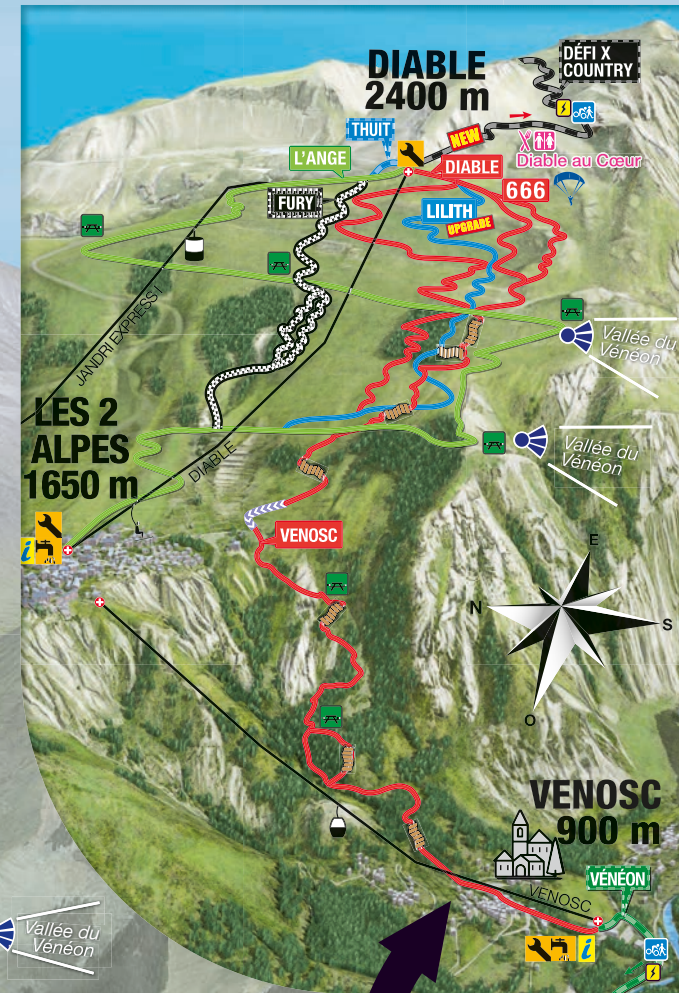 DIABLE
2400 m
DÉFI X
COUNTRY
THUIT
NEW
Diable au Cœur
L'ANGE
DIABLE
666
FURY
LILITH
UPGRADE
JANDRI EXPRESS I
Vallée du
Vénéon
LES 2
ALPES
1650 m
DIABLE
Vallée du
Vénéon
i
VENOSC
E
N
S
O
VENOSC
900 m
VÉNÉON
VENOSC
i
Vallée du
Vénéon